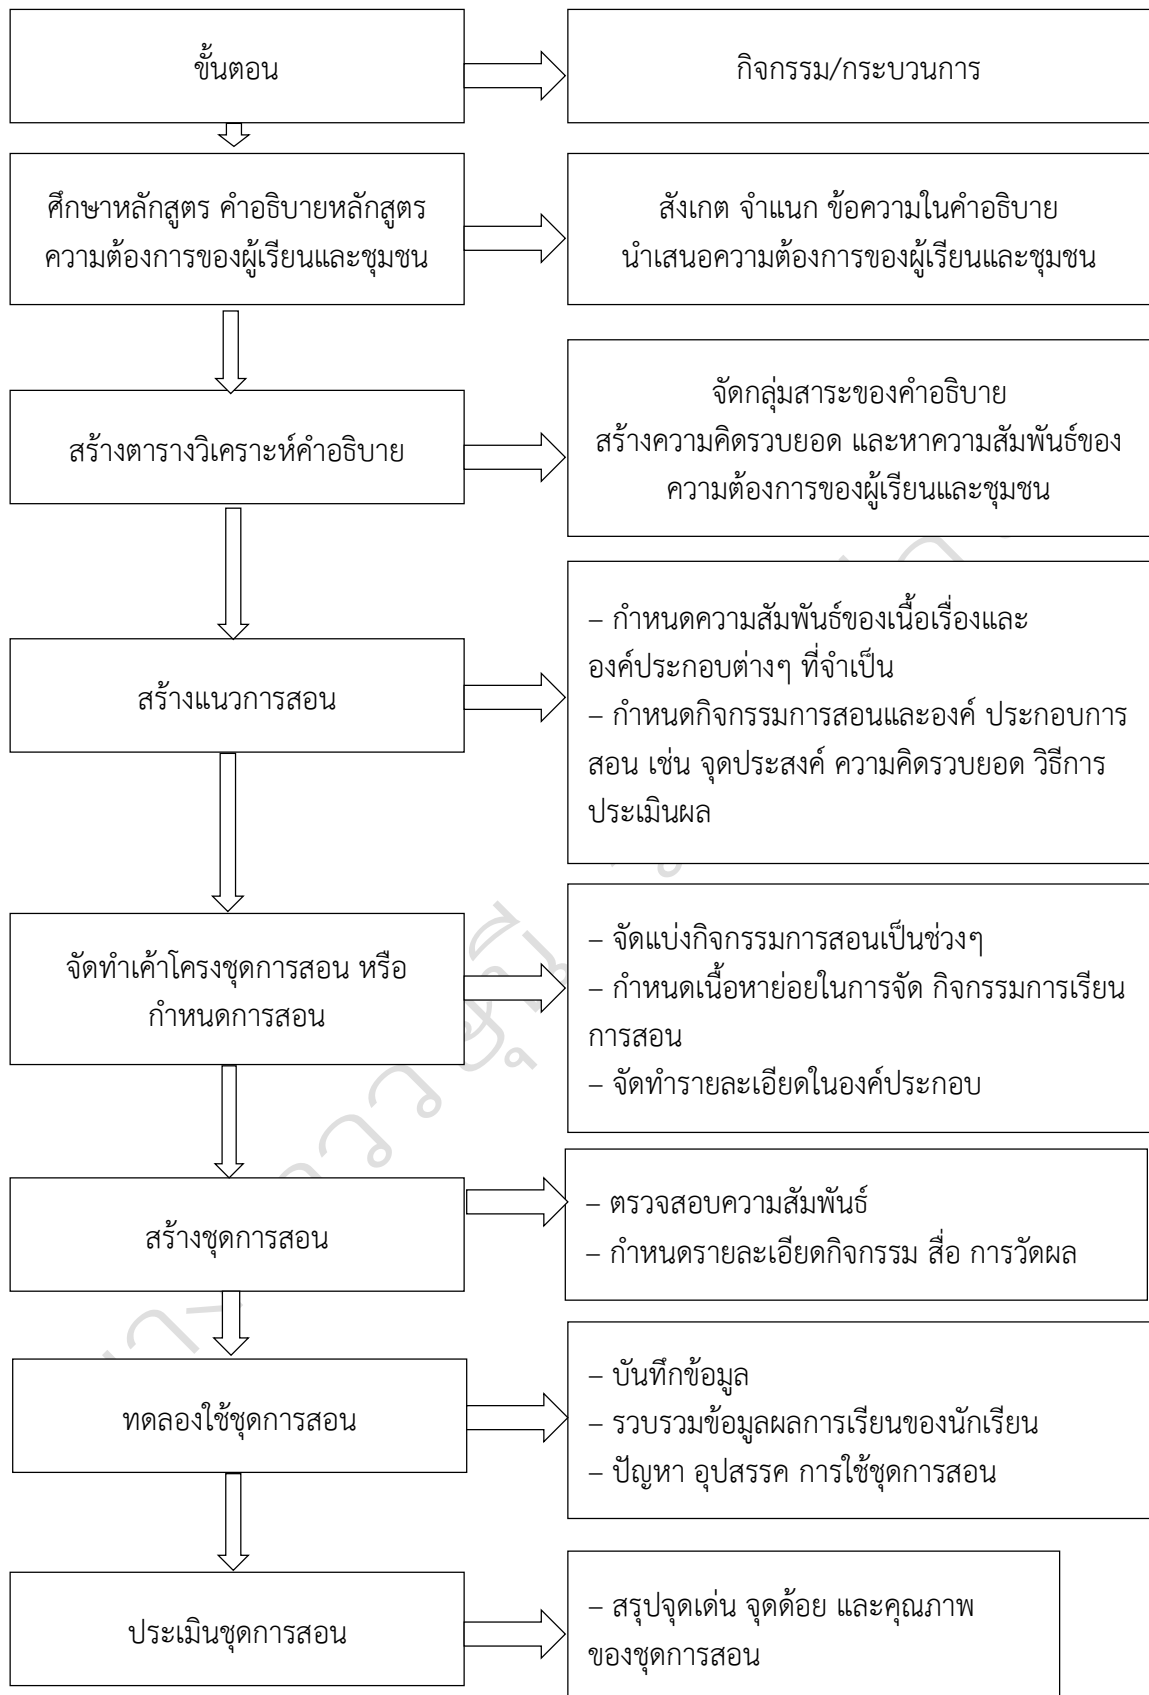 ขั้นตอน
กิจกรรม/กระบวนการ
ศึกษาหลักสูตร คำอธิบายหลักสูตร
ความต้องการของผู้เรียนและชุมชน
สังเกต จำแนก ข้อความในคำอธิบาย
นำเสนอความต้องการของผู้เรียนและชุมชน
สร้างตารางวิเคราะห์คำอธิบาย
จัดกลุ่มสาระของคำอธิบาย
สร้างความคิดรวบยอด และหาความสัมพันธ์ของ
ความต้องการของผู้เรียนและชุมชน
สร้างแนวการสอน
– กำหนดความสัมพันธ์ของเนื้อเรื่องและ
องค์ประกอบต่างๆ ที่จำเป็น
– กำหนดกิจกรรมการสอนและองค์ ประกอบการ
สอน เช่น จุดประสงค์ ความคิดรวบยอด วิธีการ
ประเมินผล
จัดทำเค้าโครงชุดการสอน หรือ
กำหนดการสอน
– จัดแบ่งกิจกรรมการสอนเป็นช่วงๆ
– กำหนดเนื้อหาย่อยในการจัด กิจกรรมการเรียน
การสอน
– จัดทำรายละเอียดในองค์ประกอบ
สร้างชุดการสอน
– ตรวจสอบความสัมพันธ์
– กำหนดรายละเอียดกิจกรรม สื่อ การวัดผล
ทดลองใช้ชุดการสอน
– บันทึกข้อมูล
– รวบรวมข้อมูลผลการเรียนของนักเรียน
– ปัญหา อุปสรรค การใช้ชุดการสอน
ประเมินชุดการสอน
– สรุปจุดเด่น จุดด้อย และคุณภาพ
ของชุดการสอน